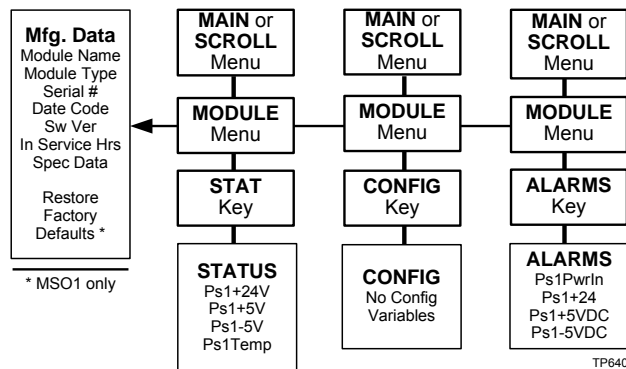 Mfg. Data
Module Name
Module Type
Serial #
Date Code
Sw Ver
In Service Hrs
Spec Data
Restore
Factory
Defaults *
* MSO1 only
MAIN or
SCROLL
Menu
MODULE
Menu
STAT
Key
STATUS
Ps1+24V
Ps1+5V
Ps1-5V
Ps1Temp
MAIN or
SCROLL
Menu
MODULE
Menu
CONFIG
Key
CONFIG
No Config
Variables
MAIN or
SCROLL
Menu
MODULE
Menu
ALARMS
Key
ALARMS
Ps1PwrIn
Ps1+24
Ps1+5VDC
Ps1-5VDC
TP640